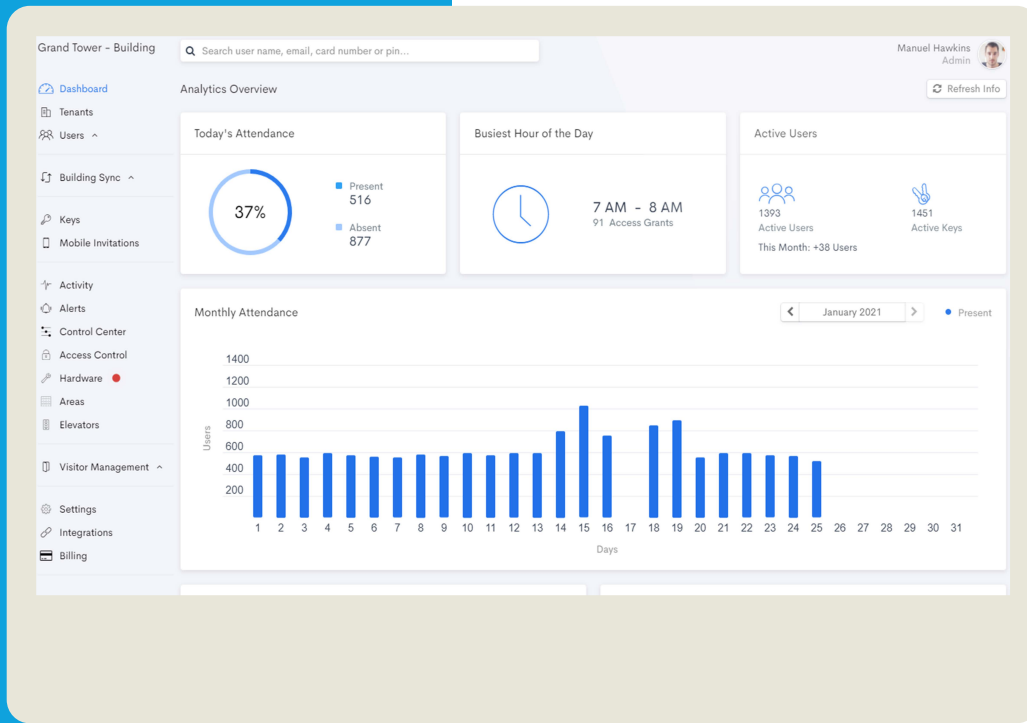 Grand Tower – Building
Search user name, email, card number or pin...
Manuel Hawkins
Admin
Dashboard
Tenants
Users
Building Sync
Keys
Mobile Invitations
Activity
Alerts
Control Center
Access Control
Hardware
Areas
Elevators
Visitor Management
Settings
Integrations
Billing
Analytics Overview
Refresh Info
Today's Attendance
37%
Present
516
Absent
877
Busiest Hour of the Day
7 AM - 8 AM
91 Access Grants
Active Users
1393
Active Users
This Month: +38 Users
1451
Active Keys
Monthly Attendance
January 2021
Present
1400
1200
1000
800
600
400
200
Users
1 2 3 4 5 6 7 8 9 10 11 12 13 14 15 16 17 18 19 20 21 22 23 24 25 26 27 28 29 30 31
Days